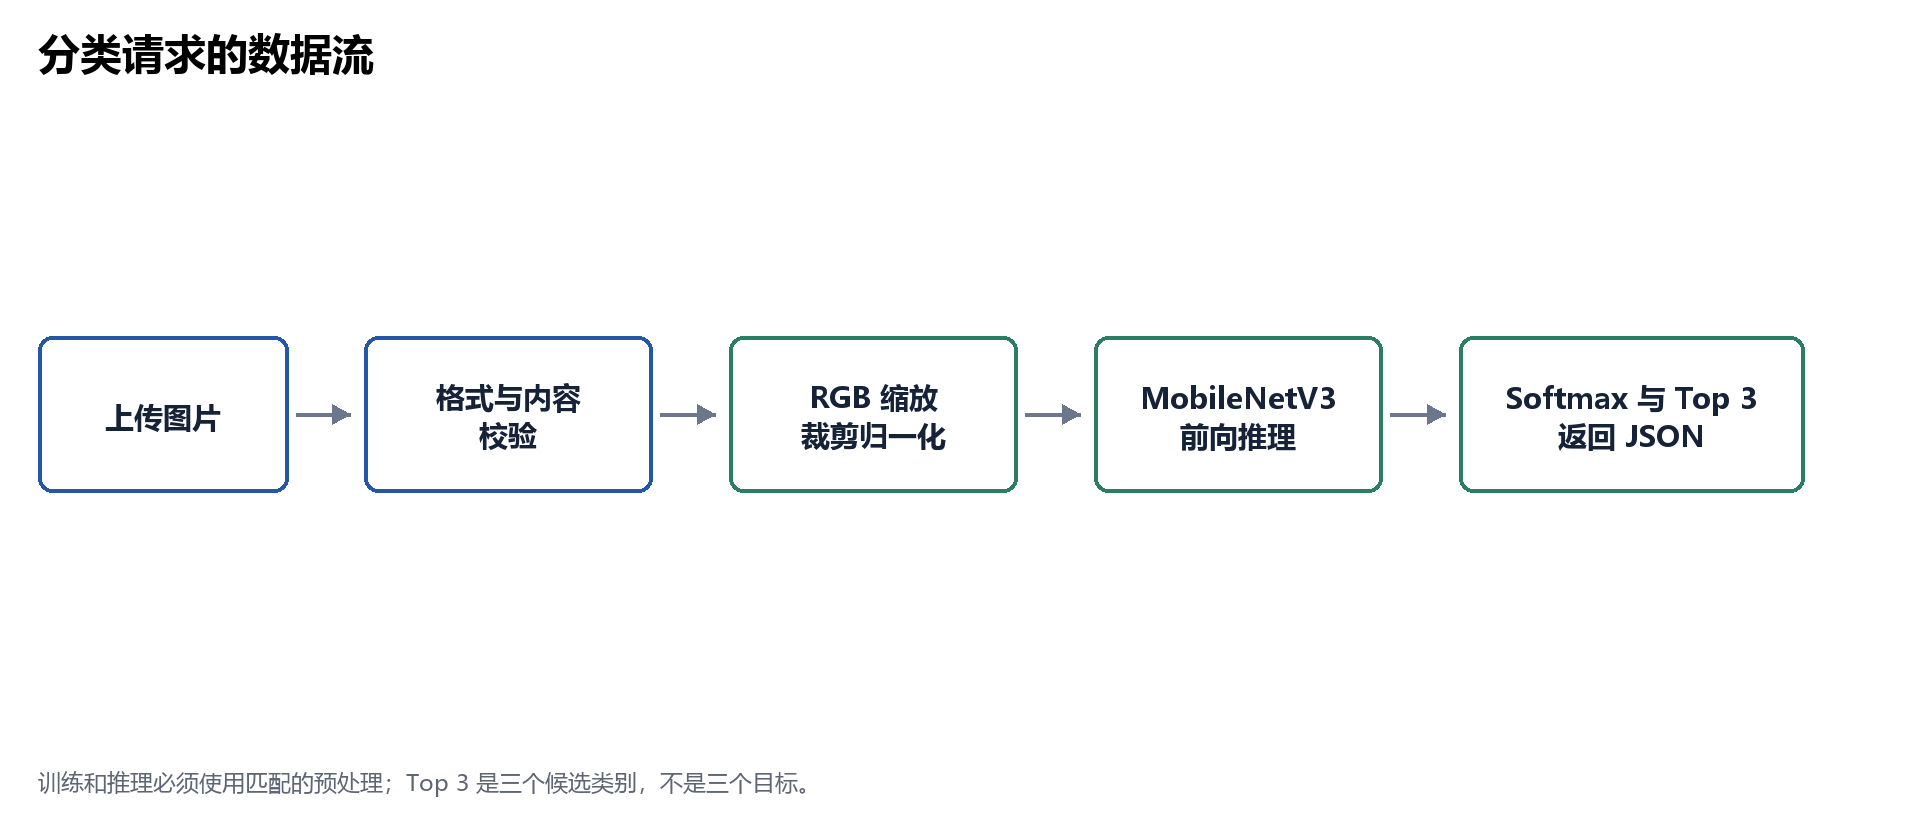 分类请求的数据流
上传图片
格式与内容
校验
RGB 缩放
裁剪归一化
MobileNetV3
前向推理
Softmax 与 Top 3
返回 JSON
训练和推理必须使用匹配的预处理；Top 3 是三个候选类别，不是三个目标。